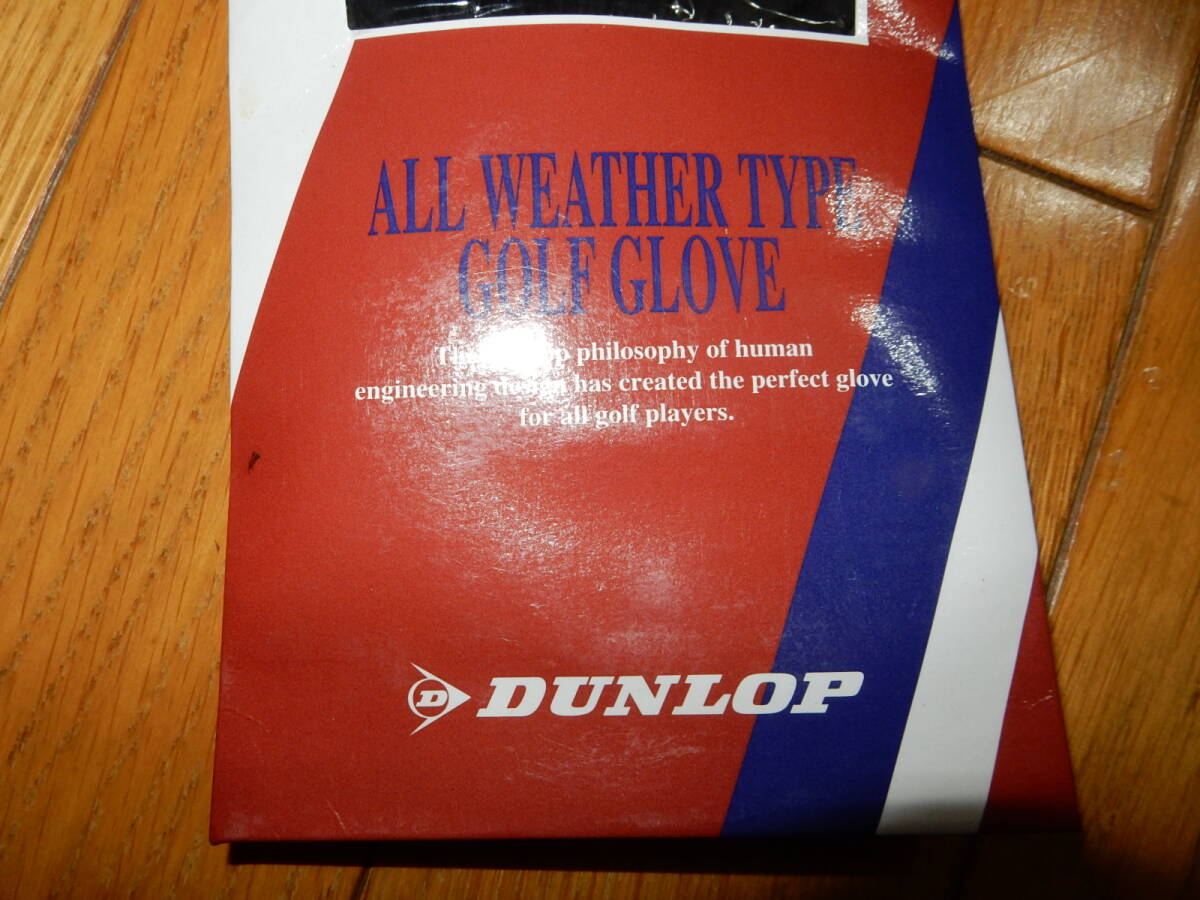 ALL WEATHER TYPE
GOLF GLOVE
philosophy of human
engineering design has created the perfect glove
for all golf players.
D DUNLOP